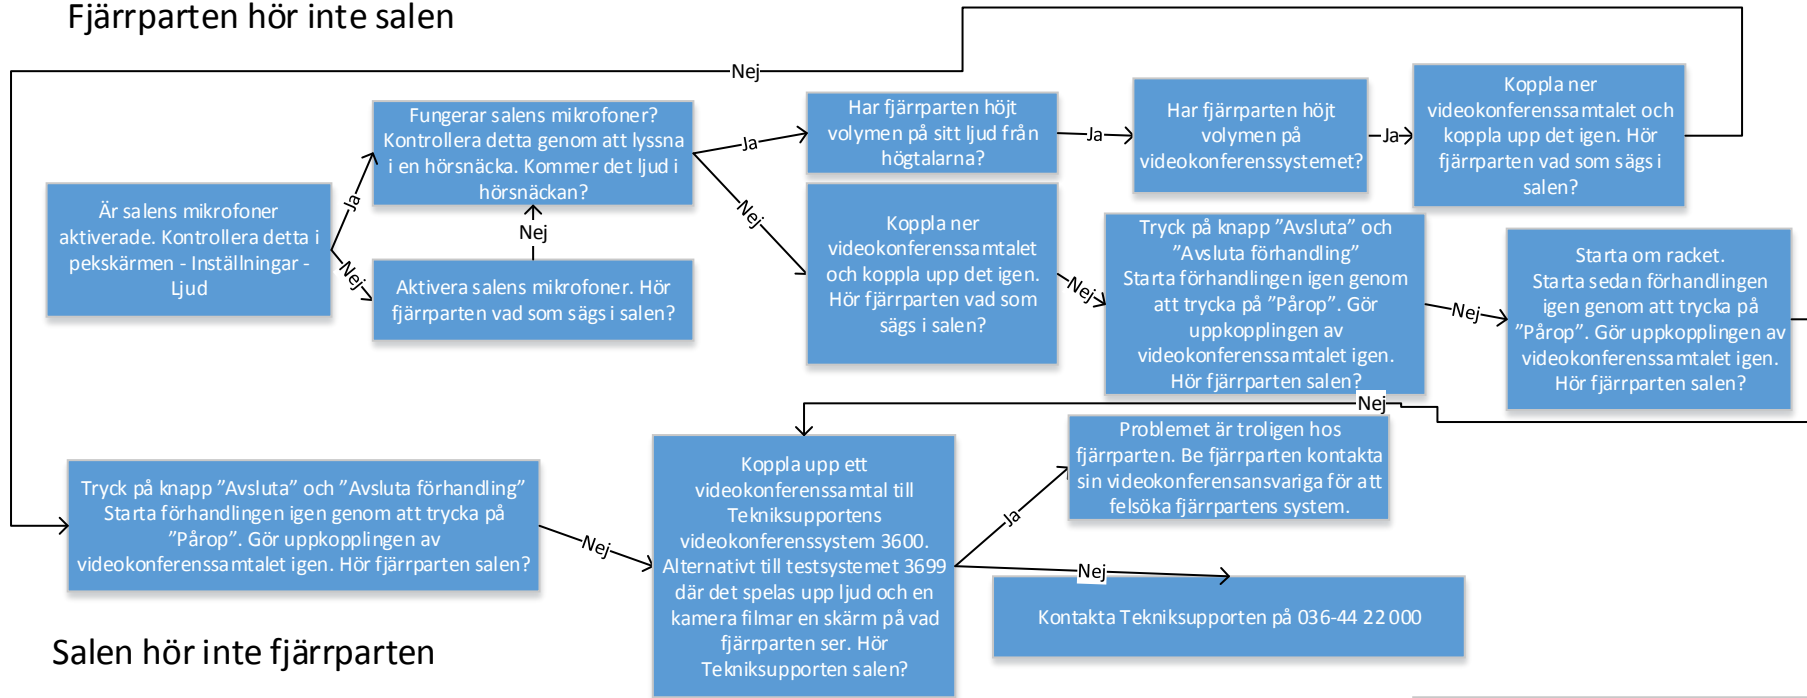 Fjärrparten hör inte salen
Nej
Är salens mikrofoner
aktiverade. Kontrollera detta i
pekskärmen - Inställningar -
Ljud
Ja
Nej
Fungerar salens mikrofoner?
Kontrollera detta genom att lyssna
i en hörsnäcka. Kommer det ljud i
hörsnäckan?
Nej
Aktivera salens mikrofoner. Hör
fjärrparten vad som sägs i salen?
Ja
Nej
Har fjärrparten höjt
volymen på sitt ljud från
högtalarna?
Ja
Har fjärrparten höjt
volymen på
videokonferenssystemet?
Ja
Koppla ner
videokonferenssamtalet och
koppla upp det igen. Hör
fjärrparten vad som sägs i
salen?
Koppla ner
videokonferenssamtalet
och koppla upp det igen.
Hör fjärrparten vad som
sägs i salen?
Nej
Tryck på knapp ”Avsluta” och
”Avsluta förhandling”
Starta förhandlingen igen genom
att trycka på ”Pårop”. Gör
uppkopplingen av
videokonferenssamtalet igen.
Hör fjärrparten salen?
Nej
Starta om racket.
Starta sedan förhandlingen
igen genom att trycka på
”Pårop”. Gör uppkopplingen av
videokonferenssamtalet igen.
Hör fjärrparten salen?
Nej
Tryck på knapp ”Avsluta” och ”Avsluta förhandling”
Starta förhandlingen igen genom att trycka på
”Pårop”. Gör uppkopplingen av
videokonferenssamtalet igen. Hör fjärrparten salen?
Nej
Koppla upp ett
videokonferenssamtal till
Tekniksupportens
videokonferenssystem 3600.
Alternativt till testsystemet 3699
där det spelas upp ljud och en
kamera filmar en skärm på vad
fjärrparten ser. Hör
Tekniksupporten salen?
Ja
Problemet är troligen hos
fjärrparten. Be fjärrparten kontakta
sin videokonferensansvariga för att
felsöka fjärrpartens system.
Nej
Kontakta Tekniksupporten på 036-44 22 000
Salen hör inte fjärrparten